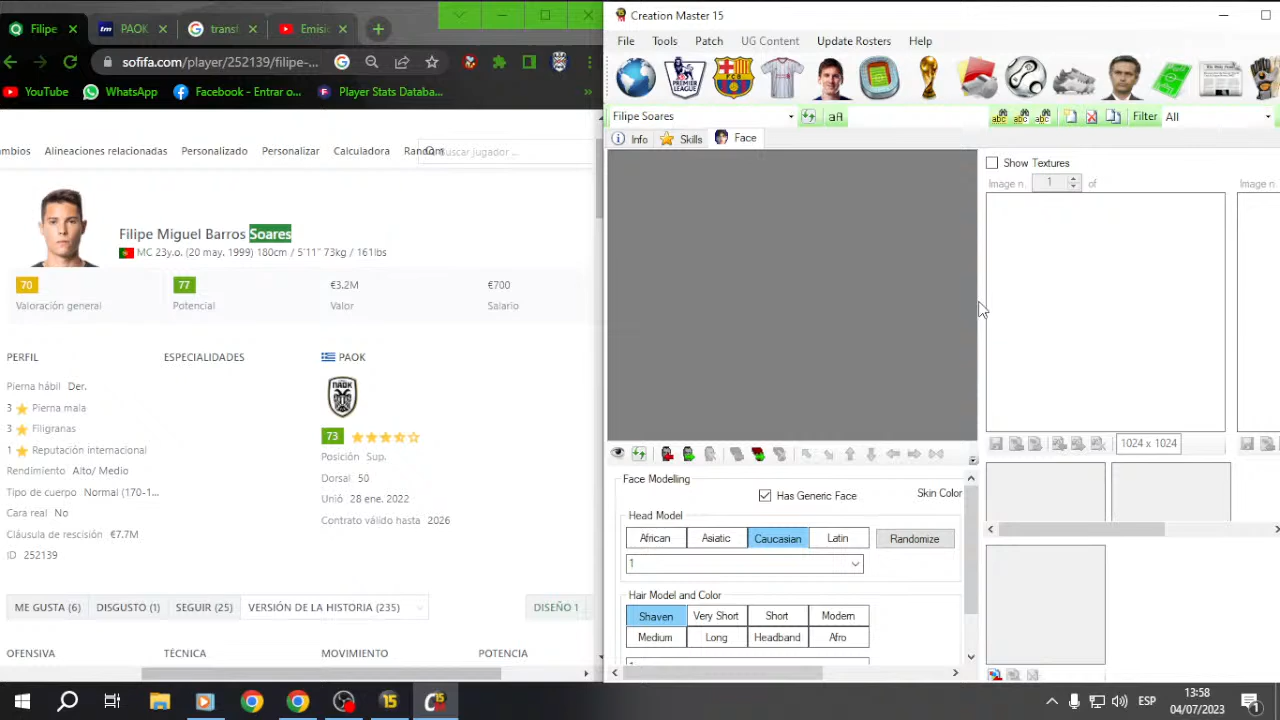 Filipe
PAOK
transf
Emisic
sofifa.com/player/252139/filipe-...
YouTube
WhatsApp
Facebook - Entrar o...
Player Stats Databa...
»
mbios
Alineaciones relacionadas
Personalizado
Personalizar
Calculadora
Random
Buscar jugador ...
Filipe Miguel Barros Soares
MC 23y.o. (20 may. 1999) 180cm / 5'11" 73kg / 161lbs
70
77
€3.2M
€700
Valoración general
Potencial
Valor
Salario
PERFIL
ESPECIALIDADES
PAOK
Pierna hábil Der.
3 Pierna mala
3 Filigranas
1 Reputación internacional
Rendimiento Alto/ Medio
Tipo de cuerpo Normal (170-1...
Cara real No
Cláusula de rescisión €7.7M
ID 252139
73
Posición Sup.
Dorsal 50
Unió 28 ene. 2022
Contrato válido hasta 2026
ME GUSTA (6)
DISGUSTO (1)
SEGUIR (25)
VERSIÓN DE LA HISTORIA (235)
DISEÑO 1
OFENSIVA
TÉCNICA
MOVIMIENTO
POTENCIA
Creation Master 15
File
Tools
Patch
UG Content
Update Rosters
Help
Filipe Soares
aA
abc
abc
abc
Filter
All
Info
Skills
Face
Show Textures
Image n.
1
of
Image n.
1024 x 1024
Face Modelling
Has Generic Face
Skin Color
Head Model
African
Asiatic
Caucasian
Latin
Randomize
1
Hair Model and Color
Shaven
Very Short
Short
Modern
Medium
Long
Headband
Afro
15
ESP
13:58
04/07/2023